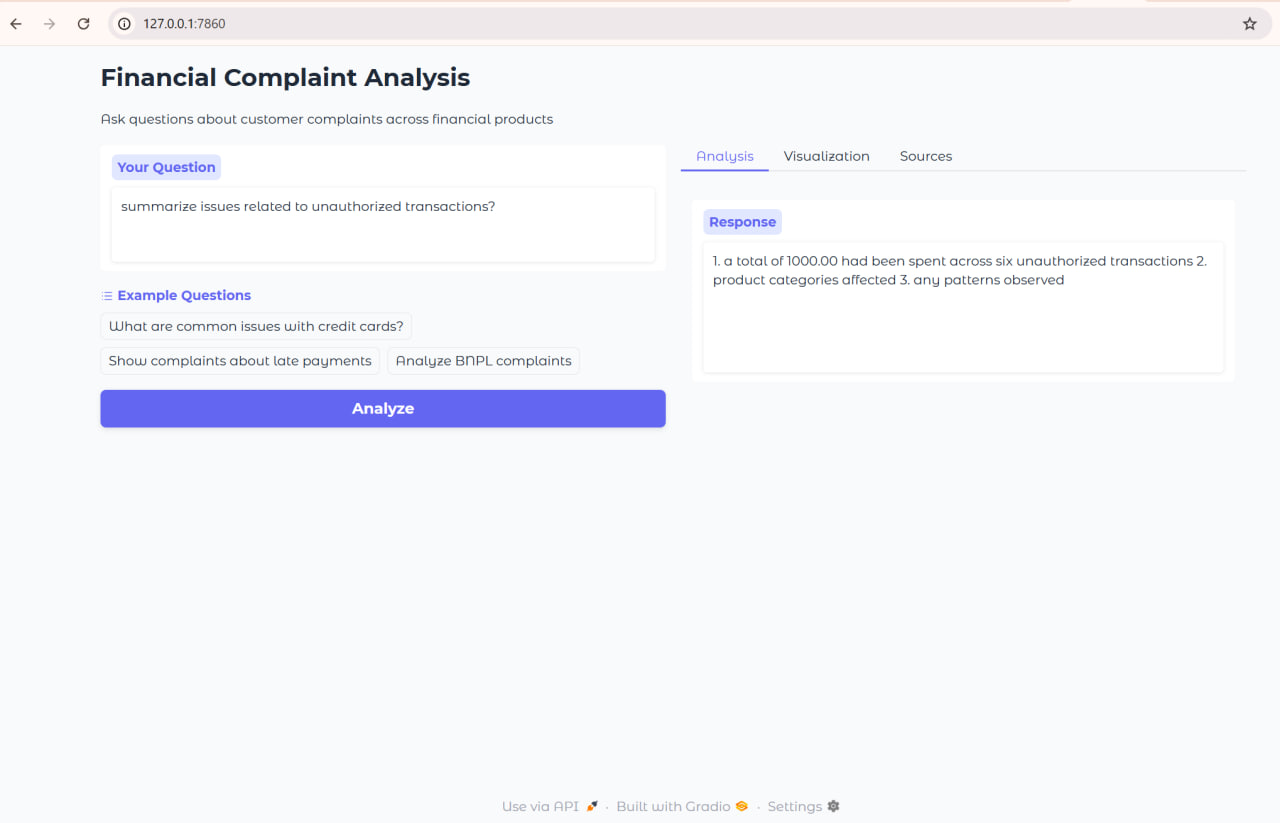 127.0.0.1:7860
Financial Complaint Analysis
Ask questions about customer complaints across financial products
Your Question
summarize issues related to unauthorized transactions?
Example Questions
What are common issues with credit cards?
Show complaints about late payments
Analyze BNPL complaints
Analyze
Analysis
Visualization
Sources
Response
1. a total of 1000.00 had been spent across six unauthorized transactions 2.
product categories affected 3. any patterns observed
Use via API · Built with Gradio · Settings